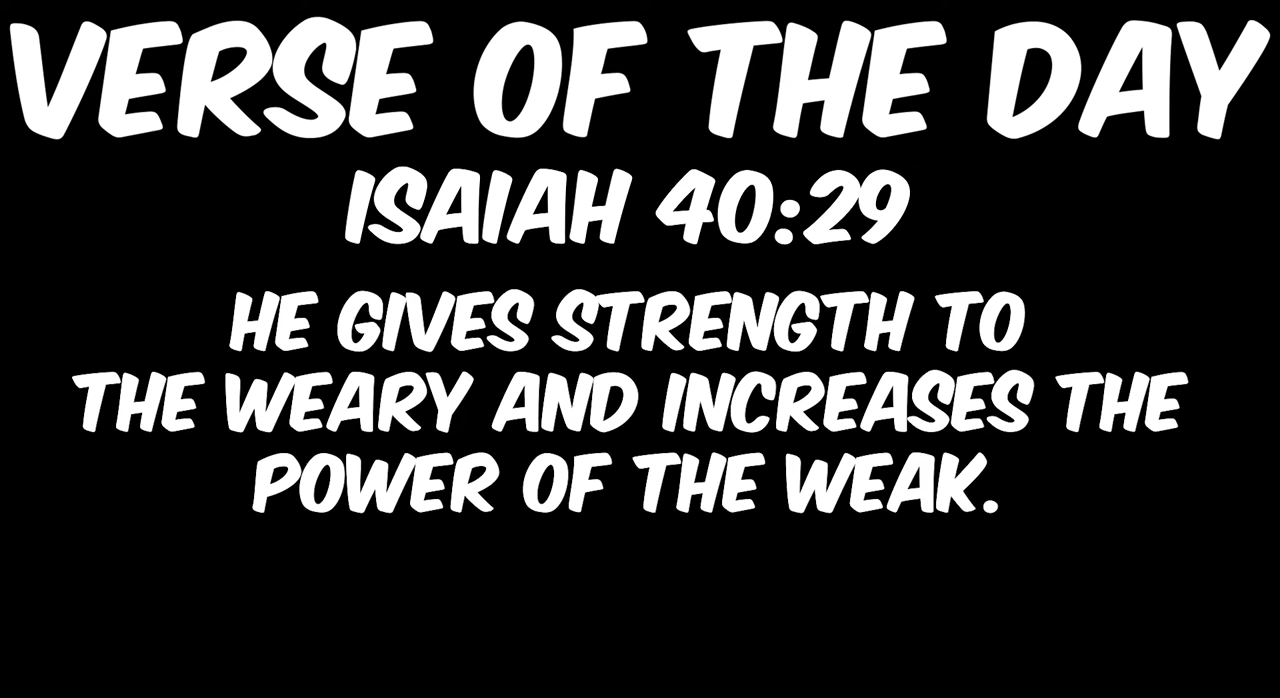 VERSE OF THE DAY
ISAIAH 40:29
HE GIVES STRENGTH TO
THE WEARY AND INCREASES THE
POWER OF THE WEAK.